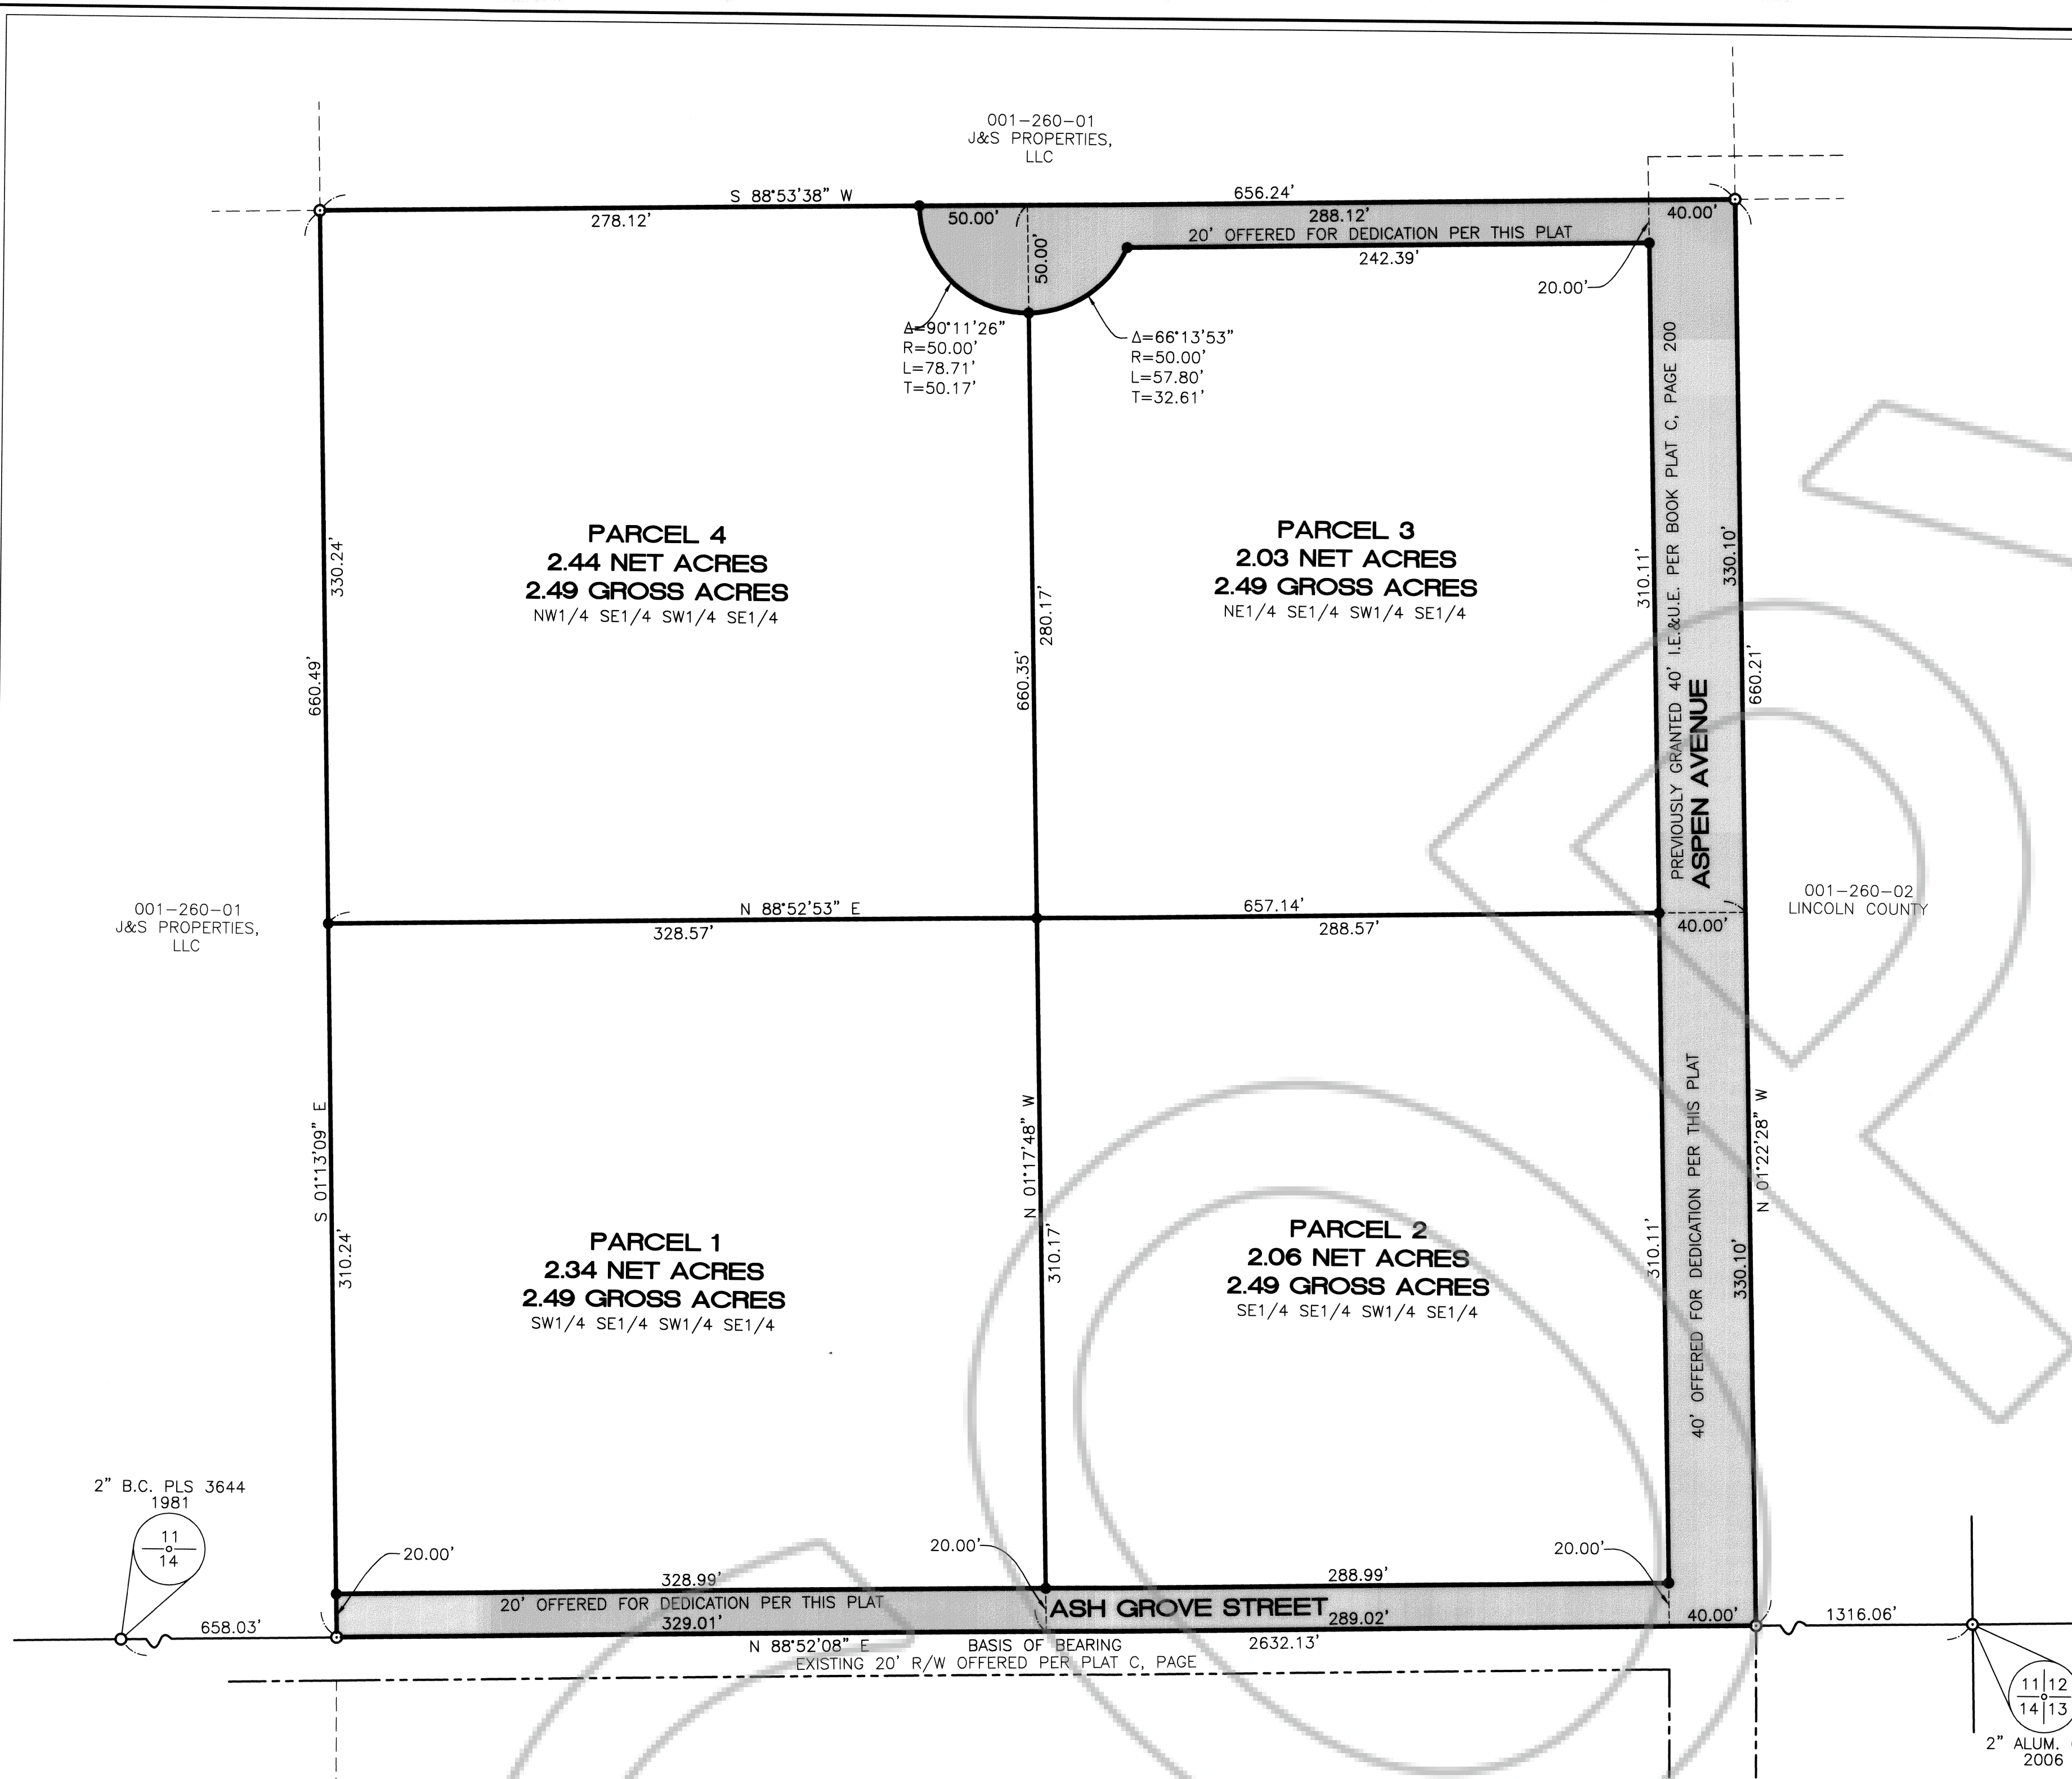 001-260-01
J&S PROPERTIES,
LLC
S 88°53'38" W
656.24'
278.12'
50.00'
288.12'
40.00'
20' OFFERED FOR DEDICATION PER THIS PLAT
242.39'
50.00'
20.00'
Δ=90°11'26"
R=50.00'
L=78.71'
T=50.17'
Δ=66°13'53"
R=50.00'
L=57.80'
T=32.61'
PARCEL 4
2.44 NET ACRES
2.49 GROSS ACRES
NW1/4 SE1/4 SW1/4 SE1/4
PARCEL 3
2.03 NET ACRES
2.49 GROSS ACRES
NE1/4 SE1/4 SW1/4 SE1/4
330.24'
660.49'
280.17'
660.35'
310.11'
PREVIOUSLY GRANTED 40' I.E.&U.E. PER BOOK PLAT C, PAGE 200
ASPEN AVENUE
330.10'
660.21'
001-260-01
J&S PROPERTIES,
LLC
N 88°52'53" E
657.14'
328.57'
288.57'
40.00'
001-260-02
LINCOLN COUNTY
S 01°13'09" E
310.24'
N 01°17'48" W
310.17'
310.11'
40' OFFERED FOR DEDICATION PER THIS PLAT
N 01°22'28" W
330.10'
PARCEL 1
2.34 NET ACRES
2.49 GROSS ACRES
SW1/4 SE1/4 SW1/4 SE1/4
PARCEL 2
2.06 NET ACRES
2.49 GROSS ACRES
SE1/4 SE1/4 SW1/4 SE1/4
2" B.C. PLS 3644
1981
11
14
20.00'
20.00'
20.00'
328.99'
288.99'
20' OFFERED FOR DEDICATION PER THIS PLAT
ASH GROVE STREET
658.03'
329.01'
289.02'
40.00'
1316.06'
N 88°52'08" E
BASIS OF BEARING
2632.13'
EXISTING 20' R/W OFFERED PER PLAT C, PAGE
11 12
14 13
2" ALUM.
2006